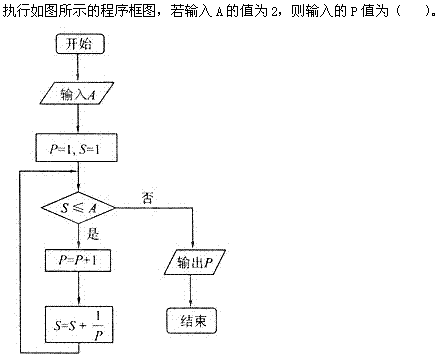 执行如图所示的程序框图，若输入A的值为2，则输入的P值为（　　）。
开始
输入A
P=1, S=1
S ≤ A
否
是
P=P+1
输出P
S=S + 1/P
结束